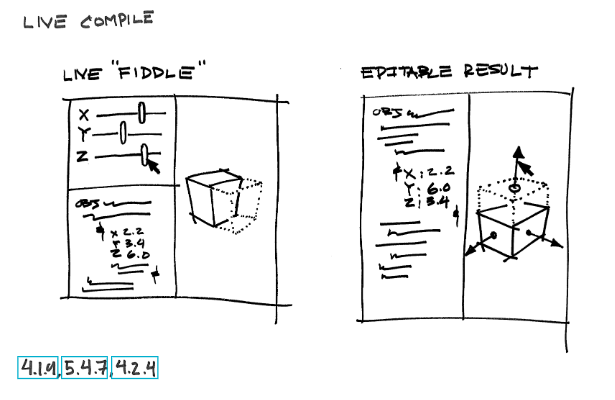 LIVE COMPILE
LIVE "FIDDLE"
X
Y
Z
OBJ
X 2.2
Y 3.4
Z 6.0
EDITABLE RESULT
OBJ
X: 2.2
Y: 6.0
Z: 3.4
4.1.9, 5.4.7, 4.2.4